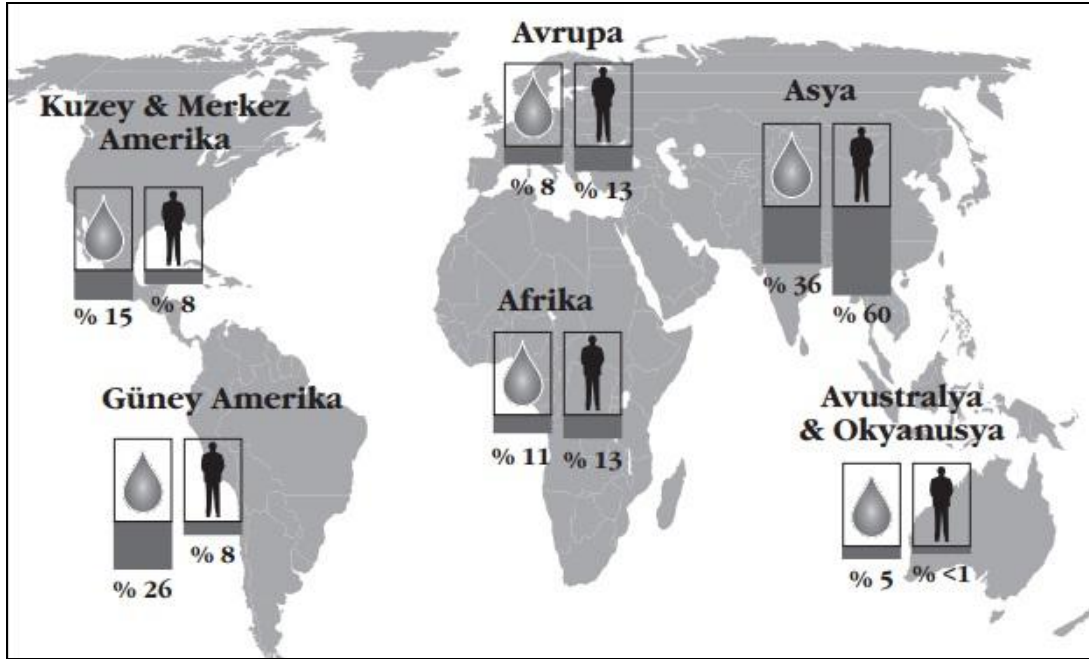 Avrupa
% 8
% 13
Kuzey & Merkez
Amerika
% 15
% 8
Asya
% 36
% 60
Afrika
% 11
% 13
Güney Amerika
% 26
% 8
Avustralya
& Okyanusya
% 5
% <1